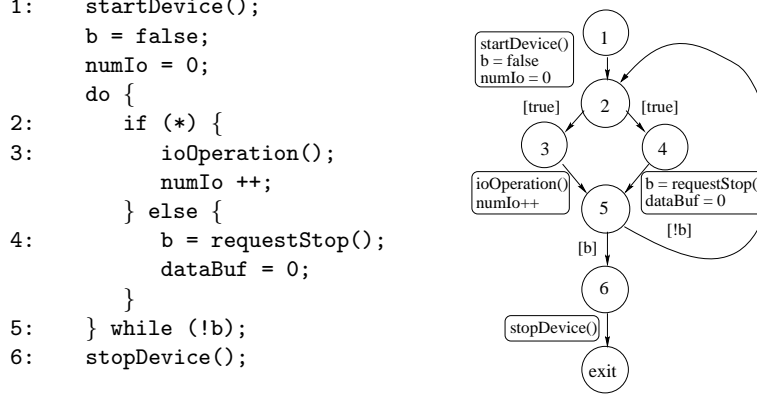 1: startDevice();
b = false;
numIo = 0;
do {
2: if (*) {
3: ioOperation();
numIo ++;
} else {
4: b = requestStop();
dataBuf = 0;
}
5: } while (!b);
6: stopDevice();
1
startDevice()
b = false
numIo = 0
2
[true]
[true]
3
4
ioOperation()
numIo++
b = requestStop()
dataBuf = 0
5
[!b]
[b]
6
stopDevice()
exit